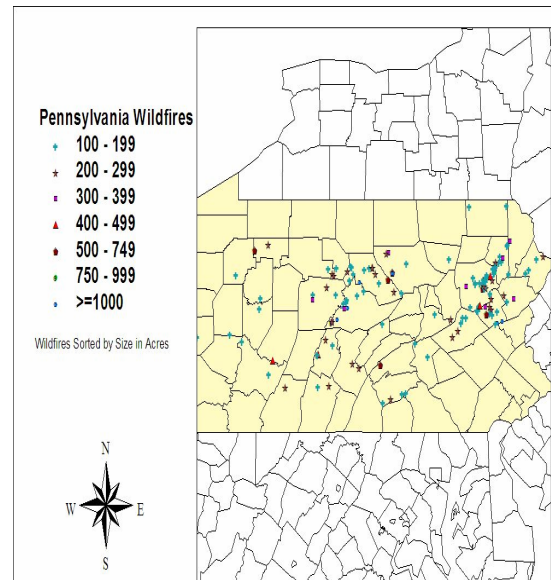 Pennsylvania Wildfires
100 - 199
200 - 299
300 - 399
400 - 499
500 - 749
750 - 999
>=1000
Wildfires Sorted by Size in Acres
N
W E
S